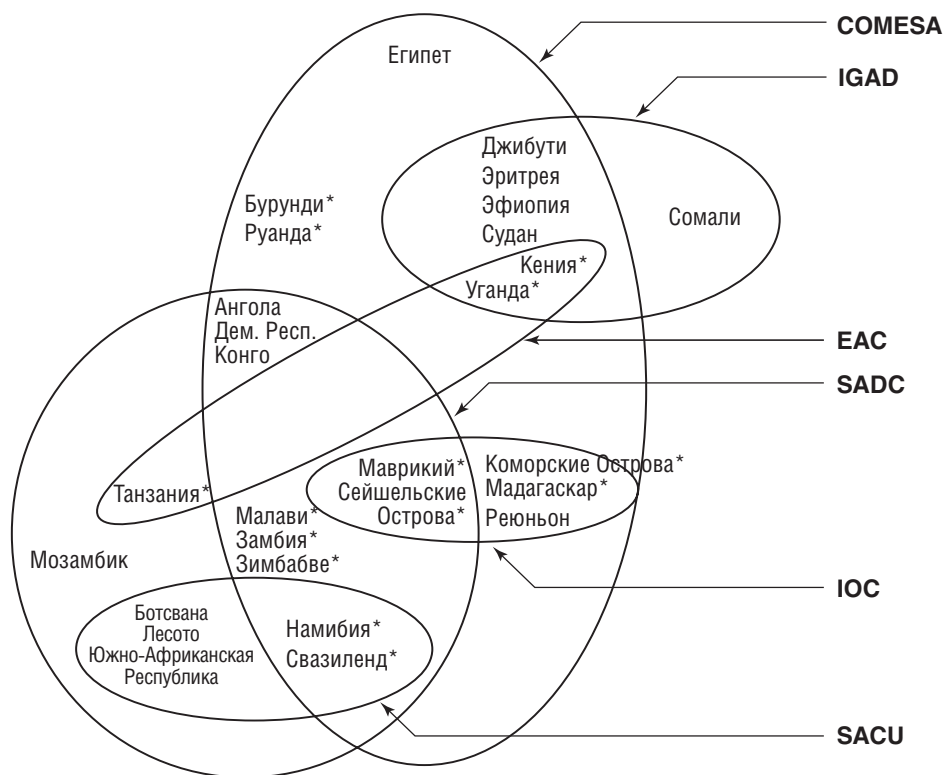 COMESA
Египет
IGAD
Джибути
Эритрея
Эфиопия
Судан
Сомали
Бурунди*
Руанда*
Кения*
Уганда*
Ангола
Дем. Респ.
Конго
EAC
SADC
Маврикий*
Сейшельские
Острова*
Коморские Острова*
Мадагаскар*
Реюньон
Танзания*
Малави*
Замбия*
Зимбабве*
Мозамбик
IOC
Ботсвана
Лесото
Южно-Африканская
Республика
Намибия*
Свазиленд*
SACU